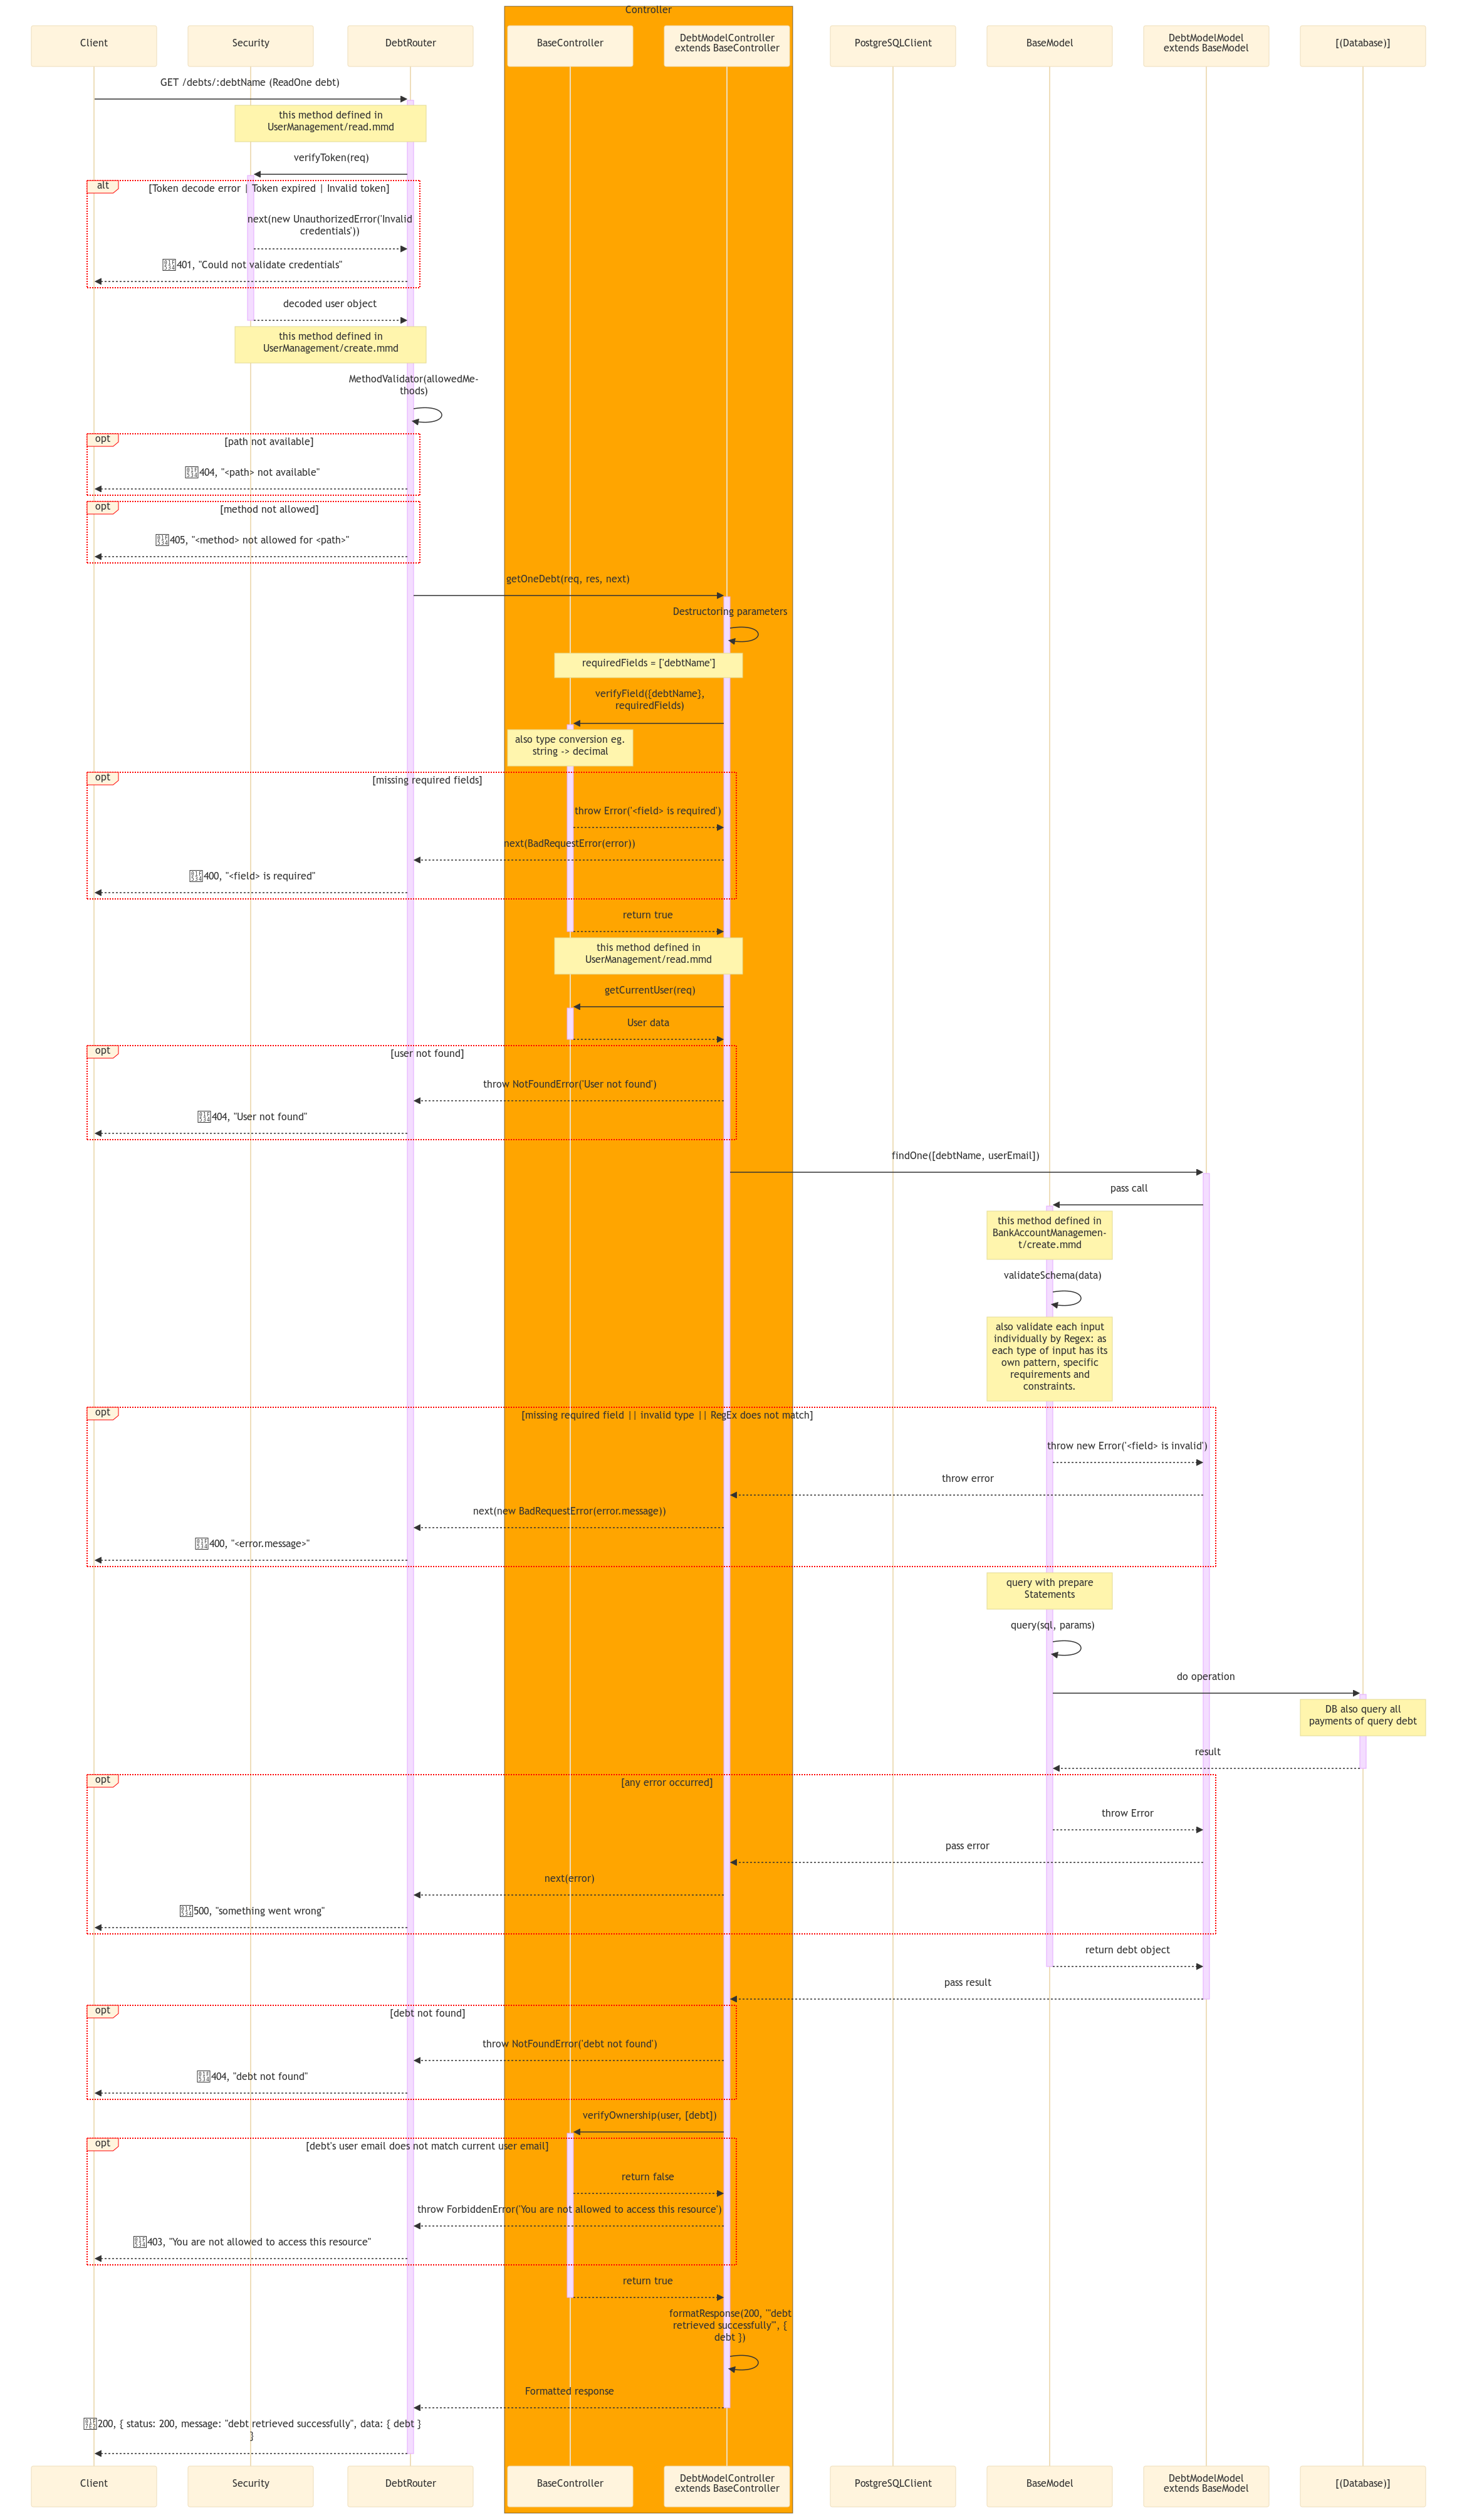 Controller
Client
Security
DebtRouter
BaseController
DebtModelController
extends BaseController
PostgreSQLClient
BaseModel
DebtModelModel
extends BaseModel
[(Database)]
GET /debts/:debtName (ReadOne debt)
this method defined in
UserManagement/read.mmd
verifyToken(req)
alt
[Token decode error | Token expired | Invalid token]
next(new UnauthorizedError('Invalid
credentials'))
401, "Could not validate credentials"
decoded user object
this method defined in
UserManagement/create.mmd
MethodValidator(allowedMe-
thods)
opt
[path not available]
404, "<path> not available"
opt
[method not allowed]
405, "<method> not allowed for <path>"
getOneDebt(req, res, next)
Destructoring parameters
requiredFields = ['debtName']
verifyField({debtName},
requiredFields)
also type conversion eg.
string -> decimal
opt
[missing required fields]
throw Error('<field> is required')
next(BadRequestError(error))
400, "<field> is required"
return true
this method defined in
UserManagement/read.mmd
getCurrentUser(req)
User data
opt
[user not found]
throw NotFoundError('User not found')
404, "User not found"
findOne([debtName, userEmail])
pass call
this method defined in
BankAccountManagemen-
t/create.mmd
validateSchema(data)
also validate each input
individually by Regex: as
each type of input has its
own pattern, specific
requirements and
constraints.
opt
[missing required field || invalid type || RegEx does not match]
throw new Error('<field> is invalid')
throw error
next(new BadRequestError(error.message))
400, "<error.message>"
query with prepare
Statements
query(sql, params)
do operation
DB also query all
payments of query debt
result
opt
[any error occurred]
throw Error
pass error
next(error)
500, "something went wrong"
return debt object
pass result
opt
[debt not found]
throw NotFoundError('debt not found')
404, "debt not found"
verifyOwnership(user, [debt])
opt
[debt's user email does not match current user email]
return false
throw ForbiddenError('You are not allowed to access this resource')
403, "You are not allowed to access this resource"
return true
formatResponse(200, '"debt
retrieved successfully"', {
debt })
Formatted response
200, { status: 200, message: "debt retrieved successfully", data: { debt }
}
Client
Security
DebtRouter
BaseController
DebtModelController
extends BaseController
PostgreSQLClient
BaseModel
DebtModelModel
extends BaseModel
[(Database)]